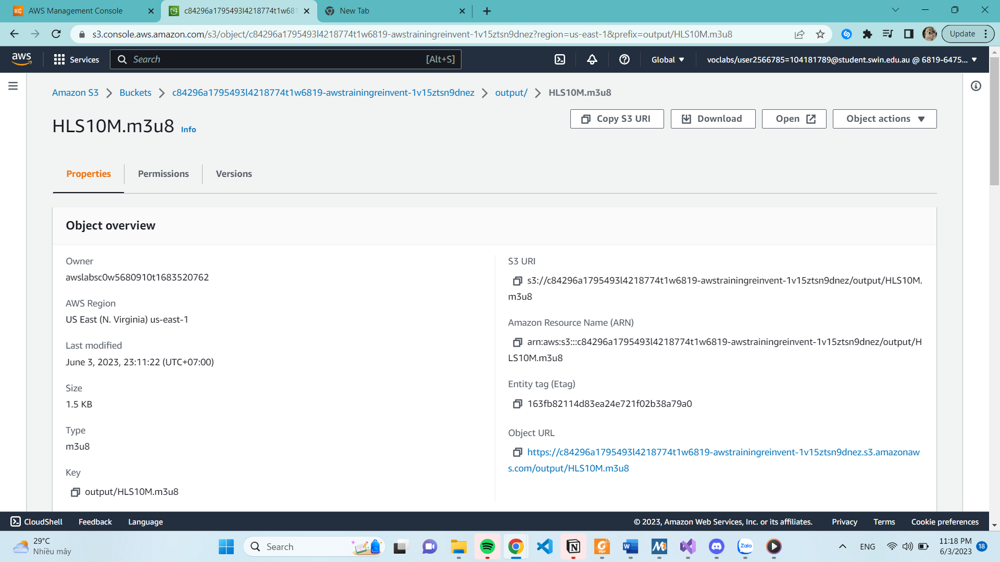 AWS Management Console
c84296a1795493l4218774t1w681
New Tab
s3.console.aws.amazon.com/s3/object/c84296a1795493l4218774t1w6819-awstrainingreinvent-1v15ztsn9dnez?region=us-east-1&prefix=output/HLS10M.m3u8
Update
aws
Services
Search
[Alt+S]
Global
voclabs/user2566785=104181789@student.swin.edu.au @ 6819-6475...
Amazon S3
Buckets
c84296a1795493l4218774t1w6819-awstrainingreinvent-1v15ztsn9dnez
output/
HLS10M.m3u8
HLS10M.m3u8
Info
Copy S3 URI
Download
Open
Object actions
Properties
Permissions
Versions
Object overview
Owner
awslabsc0w5680910t1683520762
AWS Region
US East (N. Virginia) us-east-1
Last modified
June 3, 2023, 23:11:22 (UTC+07:00)
Size
1.5 KB
Type
m3u8
Key
output/HLS10M.m3u8
S3 URI
s3://c84296a1795493l4218774t1w6819-awstrainingreinvent-1v15ztsn9dnez/output/HLS10M.
m3u8
Amazon Resource Name (ARN)
arn:aws:s3:::c84296a1795493l4218774t1w6819-awstrainingreinvent-1v15ztsn9dnez/output/H
LS10M.m3u8
Entity tag (Etag)
163fb82114d83ea24e721f02b38a79a0
Object URL
https://c84296a1795493l4218774t1w6819-awstrainingreinvent-1v15ztsn9dnez.s3.amazonaw
s.com/output/HLS10M.m3u8
CloudShell
Feedback
Language
© 2023, Amazon Web Services, Inc. or its affiliates.
Privacy
Terms
Cookie preferences
29°C
Nhiều mây
Search
PDF
W
Zalo
ENG
11:18 PM
6/3/2023
18